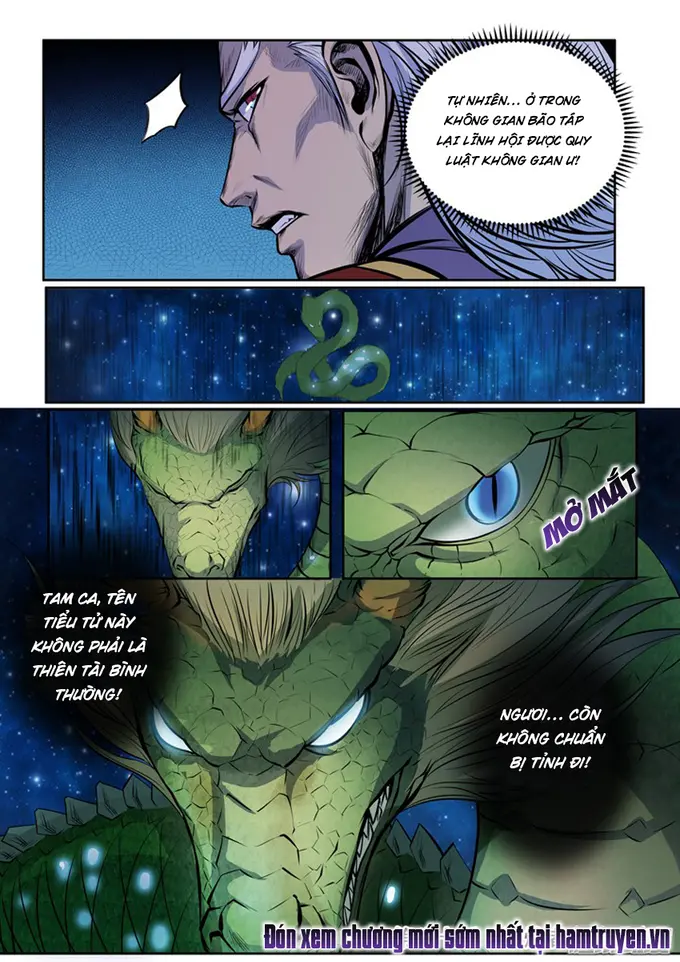 TỰ NHIÊN... Ở TRONG
KHÔNG GIAN BÃO TÁP
LẠI LĨNH HỘI ĐƯỢC QUY
LUẬT KHÔNG GIAN Ư!
MỞ MẮT
TAM CA, TÊN
TIỂU TỬ NÀY
KHÔNG PHẢI LÀ
THIÊN TÀI BÌNH
THƯỜNG!
NGƯƠI... CÒN
KHÔNG CHUẨN
BỊ TỈNH ĐI!
Đón xem chương mới sớm nhất tại hamtruyen.vn